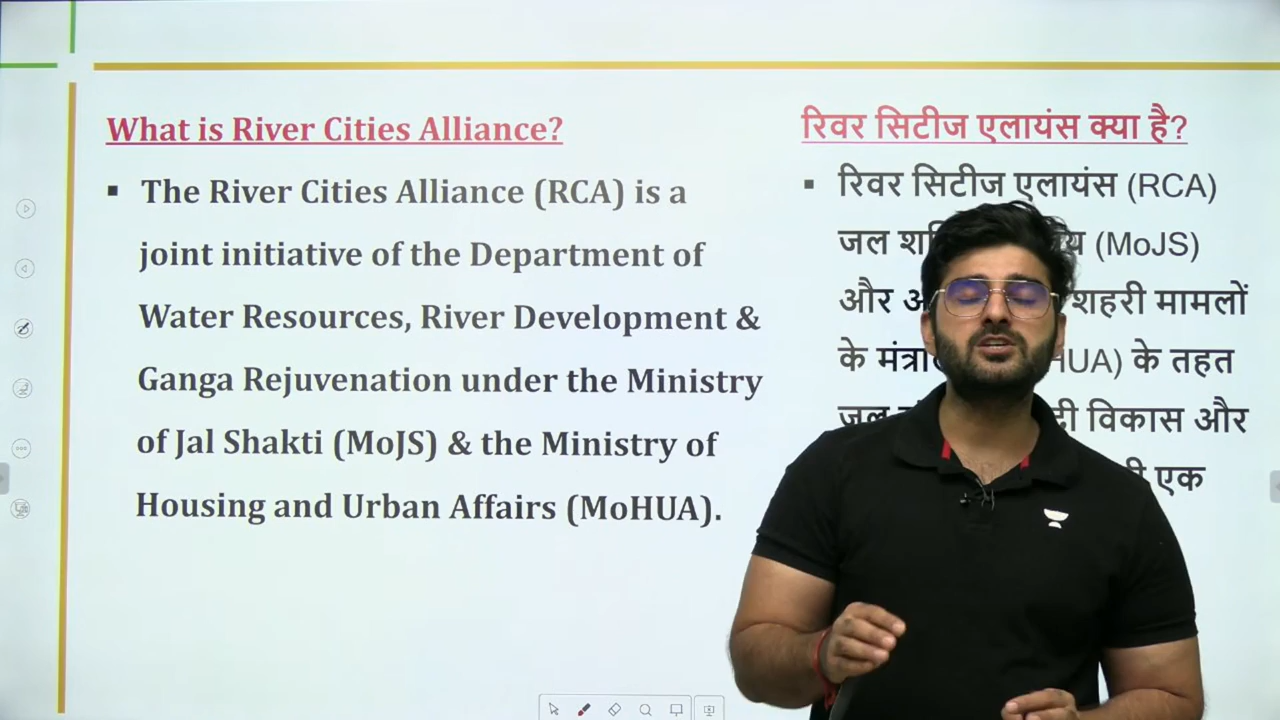 What is River Cities Alliance?
▪ The River Cities Alliance (RCA) is a
joint initiative of the Department of
Water Resources, River Development &
Ganga Rejuvenation under the Ministry
of Jal Shakti (MoJS) & the Ministry of
Housing and Urban Affairs (MoHUA).
रिवर सिटीज एलायंस क्या है?
▪ रिवर सिटीज एलायंस (RCA)
जल (MoJS)
और शहरी मामलों
के के तहत
विकास और
एक